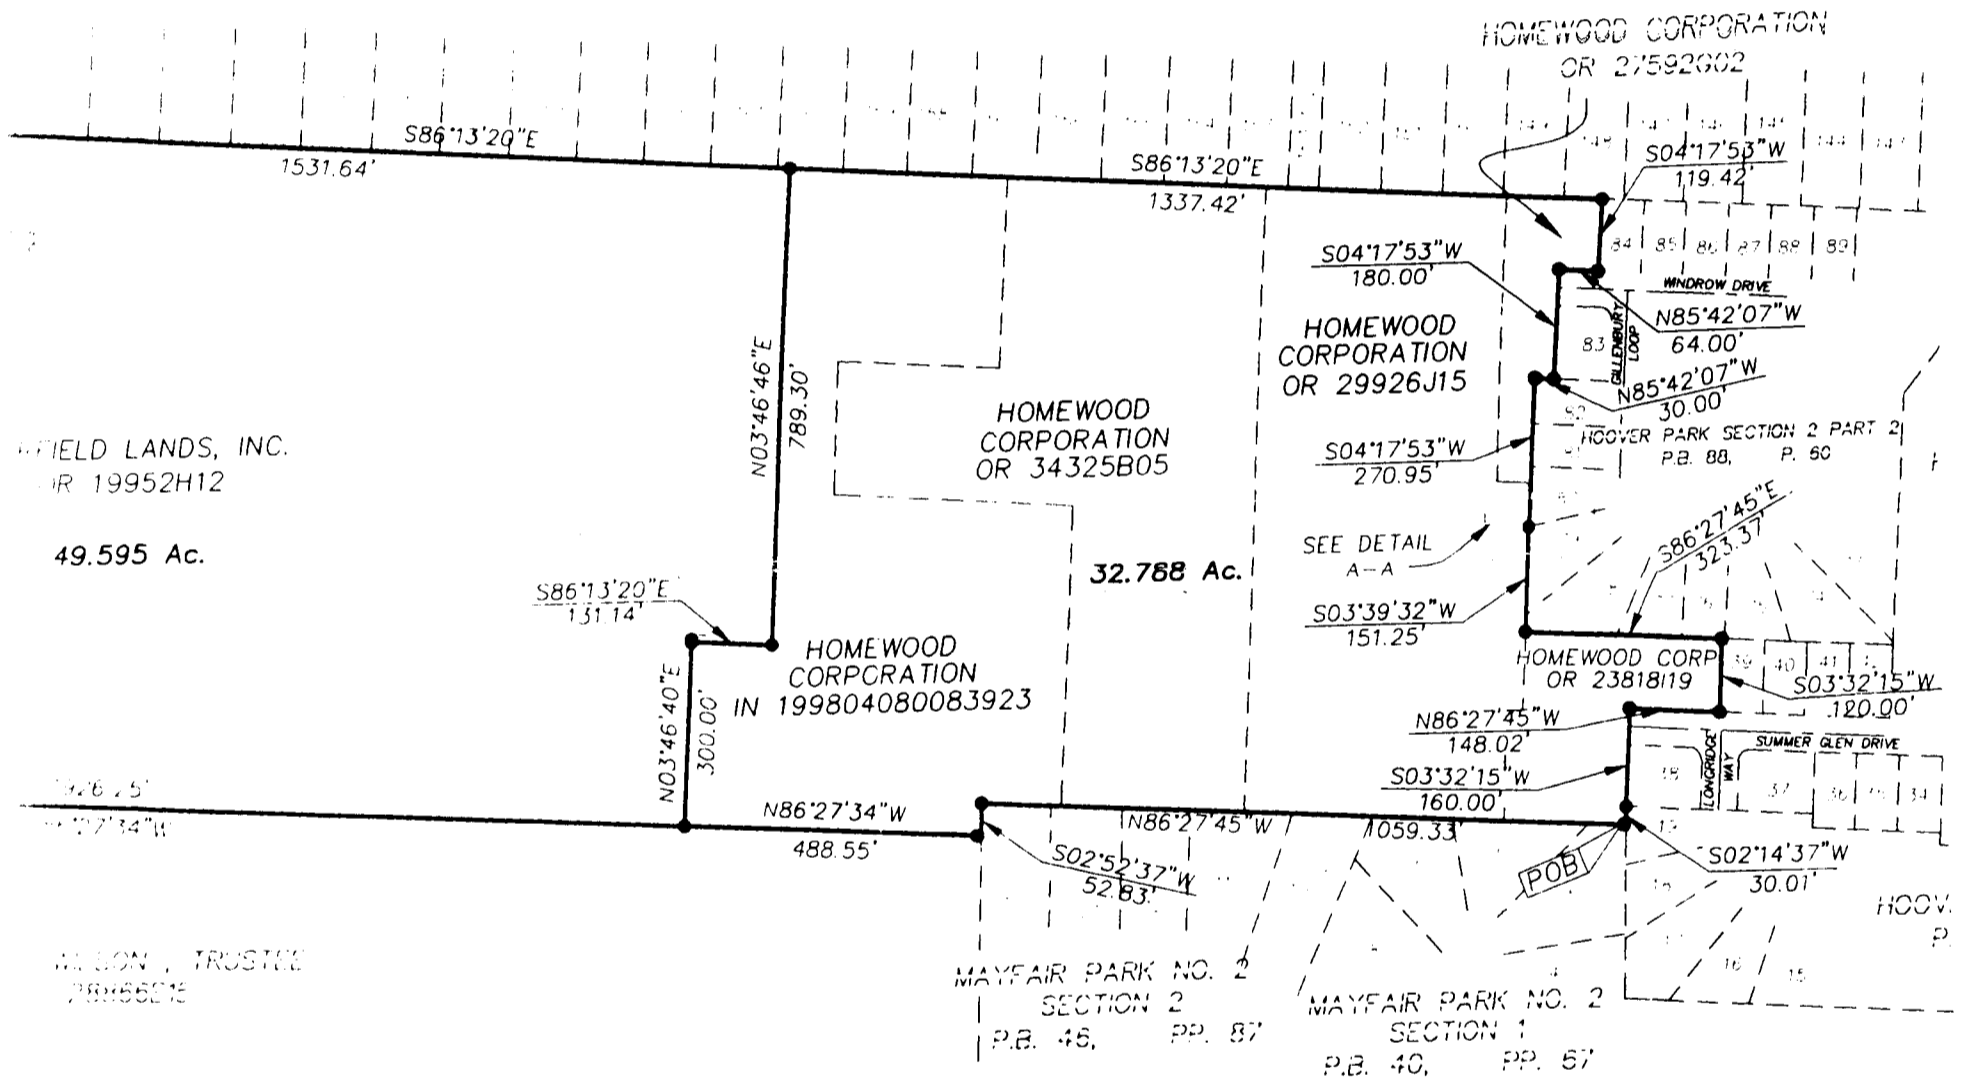 HOMEWOOD CORPORATION
OR 27592G02
S86°13'20"E
1531.64'
S86°13'20"E
1337.42'
S04°17'53"W
119.42'
148
144
84
85
86
87
88
89
WINDROW DRIVE
S04°17'53"W
180.00'
N85°42'07"W
64.00'
GILLENBURY
LOOP
83
HOMEWOOD
CORPORATION
OR 29926J15
N85°42'07"W
30.00'
82
HOOVER PARK SECTION 2 PART 2
P.B. 88, P. 60
N03°46'46"E
789.30'
HOMEWOOD
CORPORATION
OR 34325B05
S04°17'53"W
270.95'
FIELD LANDS, INC.
OR 19952H12
49.595 Ac.
SEE DETAIL
A-A
32.788 Ac.
S86°27'45"E
323.37'
S86°13'20"E
131.14'
S03°39'32"W
151.25'
HOMEWOOD
CORPORATION
IN 199804080083923
HOMEWOOD CORP
OR 23818I19
39
40
41
S03°32'15"W
120.00'
N03°46'40"E
300.00'
N86°27'45"W
148.02'
SUMMER GLEN DRIVE
LONGRIDGE
WAY
S03°32'15"W
160.00'
38
37
36
35
34
N86°27'34"W
488.55'
N86°27'45"W
1059.33'
S02°52'37"W
52.83'
POB
S02°14'37"W
30.01'
HOOV.
P.
16
15
TRUSTEE
MAYFAIR PARK NO. 2
SECTION 2
P.B. 46, PP. 87
MAYFAIR PARK NO. 2
SECTION 1
P.B. 40, PP. 67